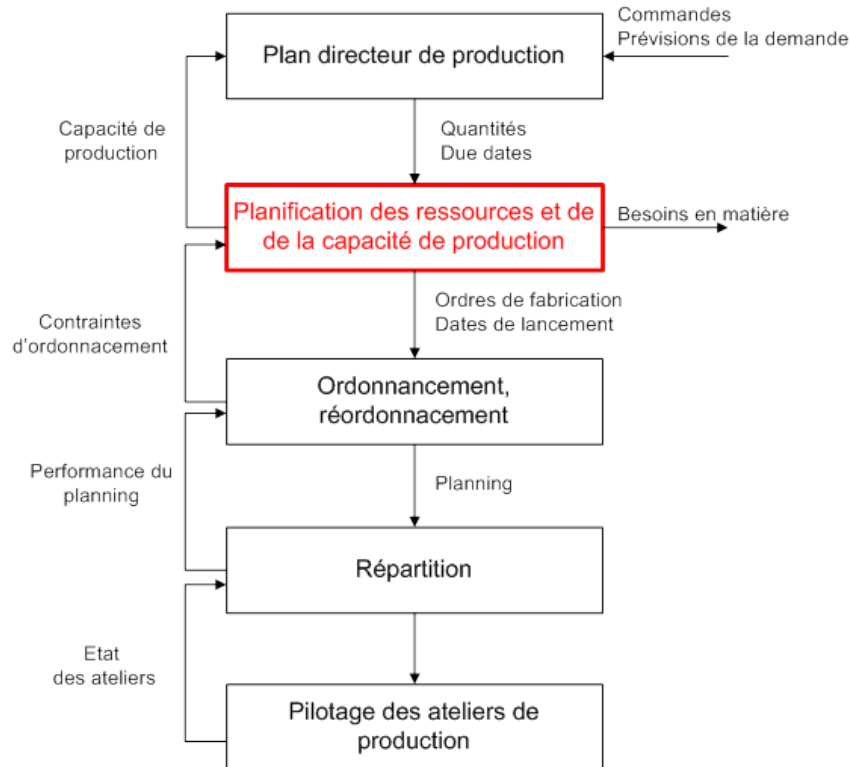 Commandes
Prévisions de la demande
Plan directeur de production
Capacité de
production
Quantités
Due dates
Planification des ressources et de
de la capacité de production
Besoins en matière
Ordres de fabrication
Dates de lancement
Contraintes
d'ordonnacement
Ordonnancement,
réordonnacement
Performance du
planning
Planning
Répartition
Etat
des ateliers
Pilotage des ateliers de
production